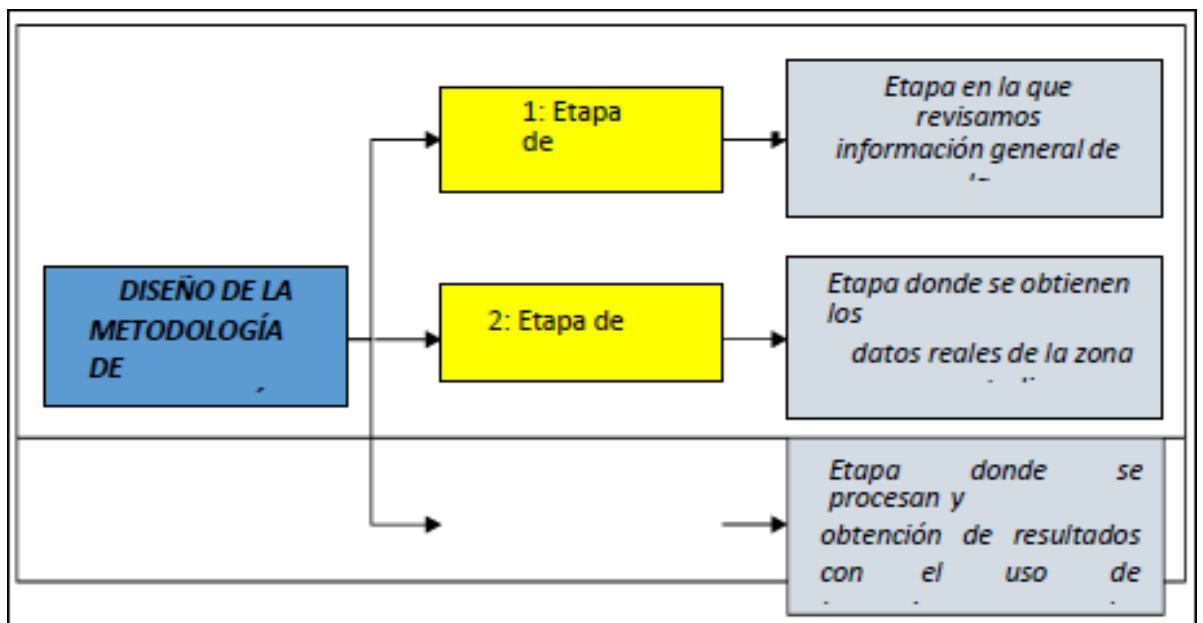 DISEÑO DE LA
METODOLOGÍA
DE
1: Etapa
de
Etapa en la que
revisamos
información general de
2: Etapa de
Etapa donde se obtienen
los
datos reales de la zona
Etapa donde se
procesan y
obtención de resultados
con el uso de